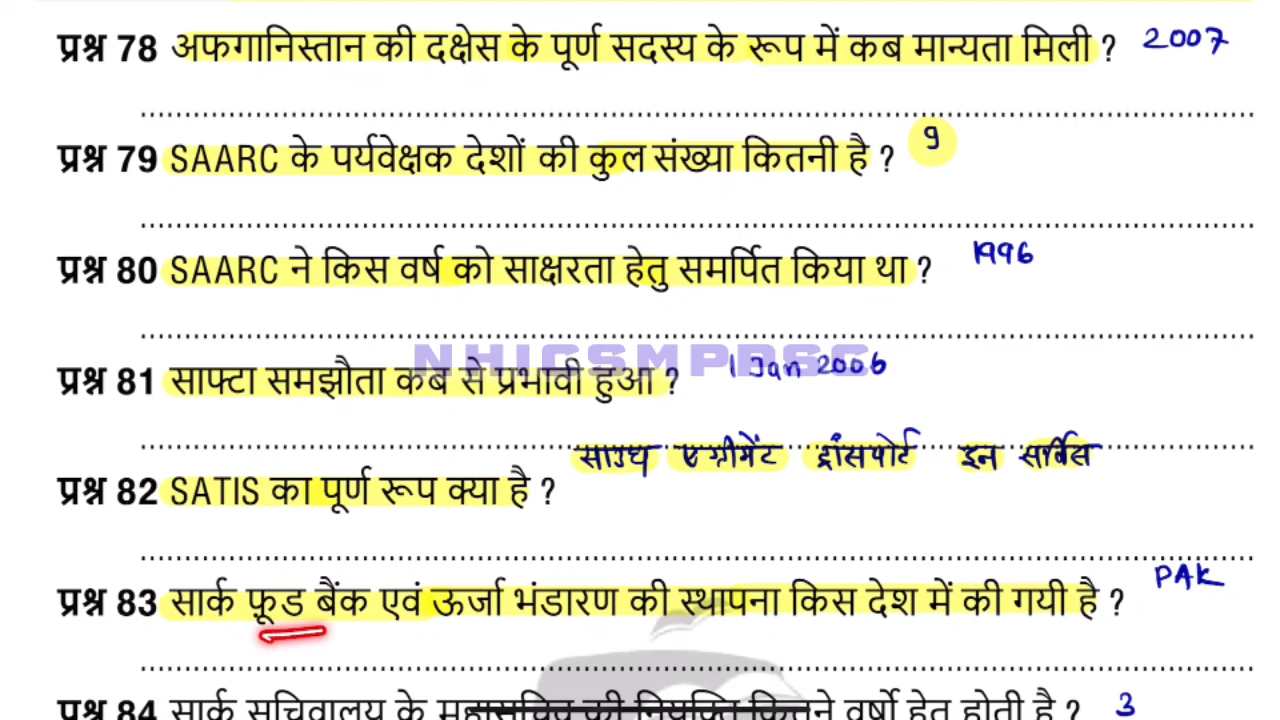 प्रश्न 78 अफगानिस्तान की दक्षेस के पूर्ण सदस्य के रूप में कब मान्यता मिली ? 2007
प्रश्न 79 SAARC के पर्यवेक्षक देशों की कुल संख्या कितनी है ? 9
प्रश्न 80 SAARC ने किस वर्ष को साक्षरता हेतु समर्पित किया था ? 1996
NHICSMPPSC
प्रश्न 81 साफ्टा समझौता कब से प्रभावी हुआ ? 1 Jan 2006
साउथ एग्रीमेंट ट्रांसपोर्ट इन सर्विस
प्रश्न 82 SATIS का पूर्ण रूप क्या है ?
प्रश्न 83 सार्क फ़ूड बैंक एवं ऊर्जा भंडारण की स्थापना किस देश में की गयी है ? PAK
प्रश्न 84 सार्क सचिवालय के महासचिव की नियुक्ति कितने वर्षो हेतु होती है ? 3